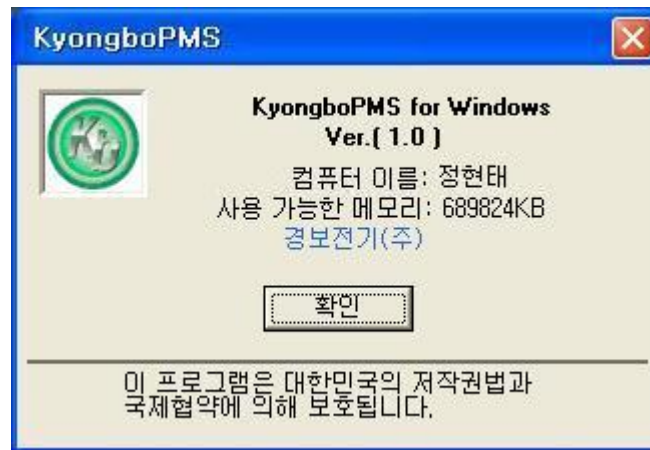 KyongboPMS
KyongboPMS for Windows
Ver.( 1.0 )
컴퓨터 이름: 정현태
사용 가능한 메모리: 689824KB
경보전기(주)
확인
이 프로그램은 대한민국의 저작권법과
국제협약에 의해 보호됩니다.